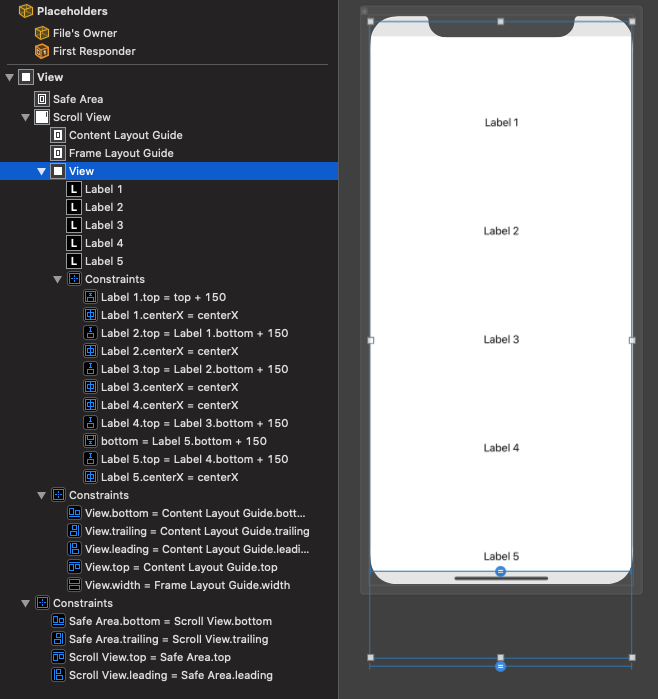 Placeholders
File's Owner
First Responder
View
Safe Area
Scroll View
Content Layout Guide
Frame Layout Guide
View
L Label 1
L Label 2
L Label 3
L Label 4
L Label 5
Constraints
Label 1.top = top + 150
Label 1.centerX = centerX
Label 2.top = Label 1.bottom + 150
Label 2.centerX = centerX
Label 3.top = Label 2.bottom + 150
Label 3.centerX = centerX
Label 4.centerX = centerX
Label 4.top = Label 3.bottom + 150
bottom = Label 5.bottom + 150
Label 5.top = Label 4.bottom + 150
Label 5.centerX = centerX
Constraints
View.bottom = Content Layout Guide.bott...
View.trailing = Content Layout Guide.trailing
View.leading = Content Layout Guide.leadi...
View.top = Content Layout Guide.top
View.width = Frame Layout Guide.width
Constraints
Safe Area.bottom = Scroll View.bottom
Safe Area.trailing = Scroll View.trailing
Scroll View.top = Safe Area.top
Scroll View.leading = Safe Area.leading
Label 1
Label 2
Label 3
Label 4
Label 5